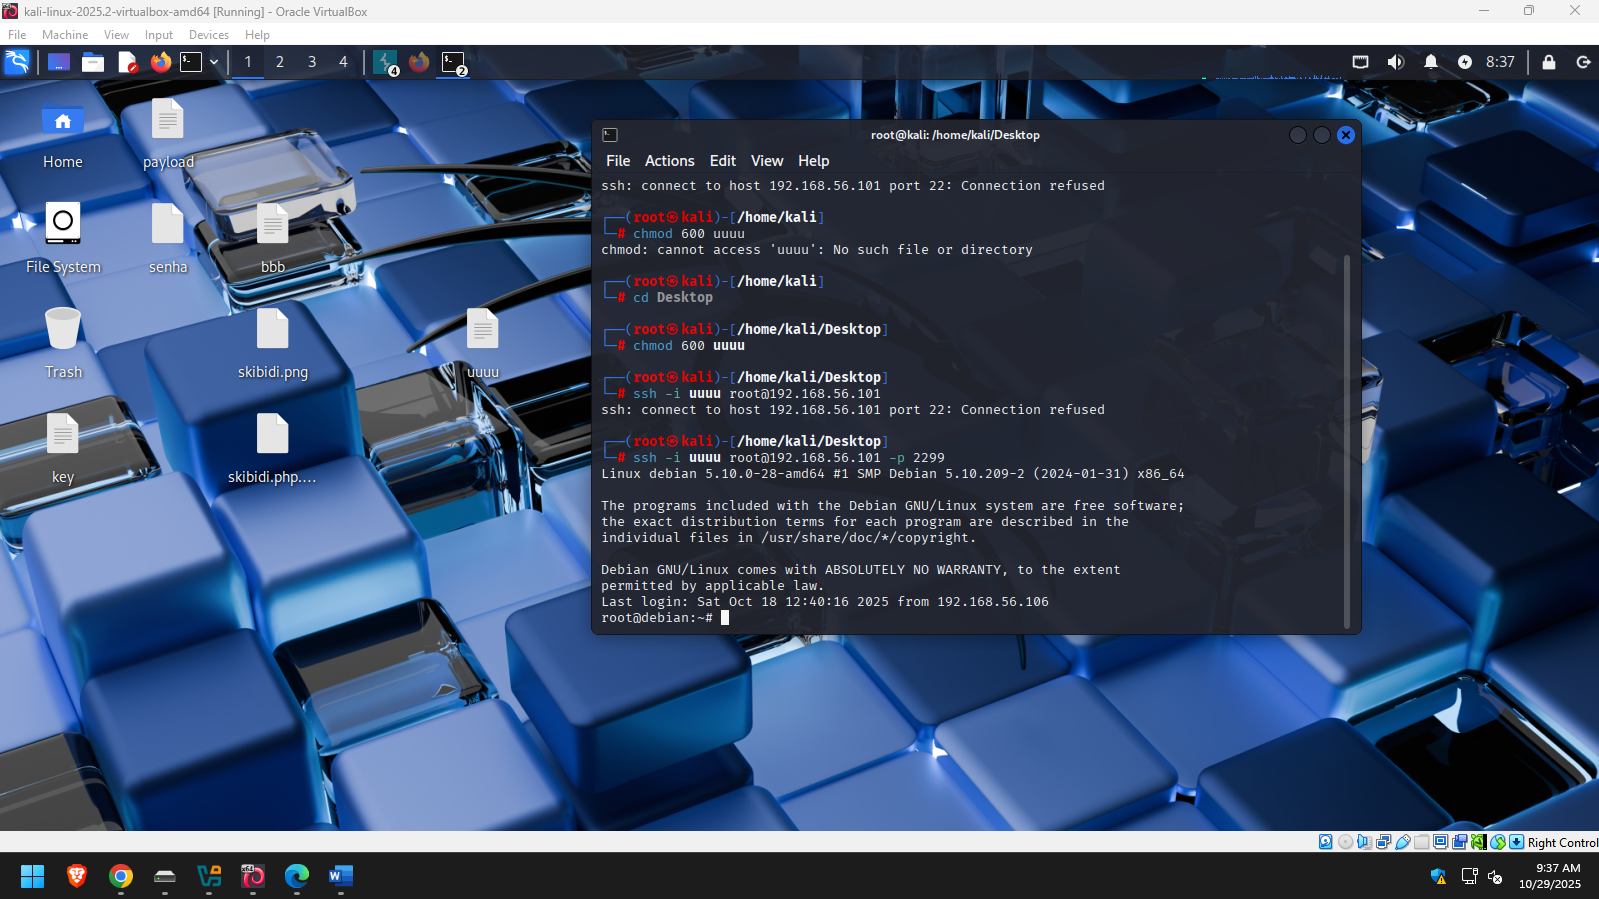 kali-linux-2025.2-virtualbox-amd64 [Running] - Oracle VirtualBox
File Machine View Input Devices Help
1 2 3 4 4 2 8:37
Home
payload
File System
senha
bbb
Trash
skibidi.png
uuuu
key
skibidi.php....
root@kali: /home/kali/Desktop
File Actions Edit View Help
ssh: connect to host 192.168.56.101 port 22: Connection refused
┌──(root㉿kali)-[/home/kali]
└─# chmod 600 uuuu
chmod: cannot access 'uuuu': No such file or directory
┌──(root㉿kali)-[/home/kali]
└─# cd Desktop
┌──(root㉿kali)-[/home/kali/Desktop]
└─# chmod 600 uuuu
┌──(root㉿kali)-[/home/kali/Desktop]
└─# ssh -i uuuu root@192.168.56.101
ssh: connect to host 192.168.56.101 port 22: Connection refused
┌──(root㉿kali)-[/home/kali/Desktop]
└─# ssh -i uuuu root@192.168.56.101 -p 2299
Linux debian 5.10.0-28-amd64 #1 SMP Debian 5.10.209-2 (2024-01-31) x86_64
The programs included with the Debian GNU/Linux system are free software;
the exact distribution terms for each program are described in the
individual files in /usr/share/doc/*/copyright.
Debian GNU/Linux comes with ABSOLUTELY NO WARRANTY, to the extent
permitted by applicable law.
Last login: Sat Oct 18 12:40:16 2025 from 192.168.56.106
root@debian:~#
Right Control
9:37 AM
10/29/2025